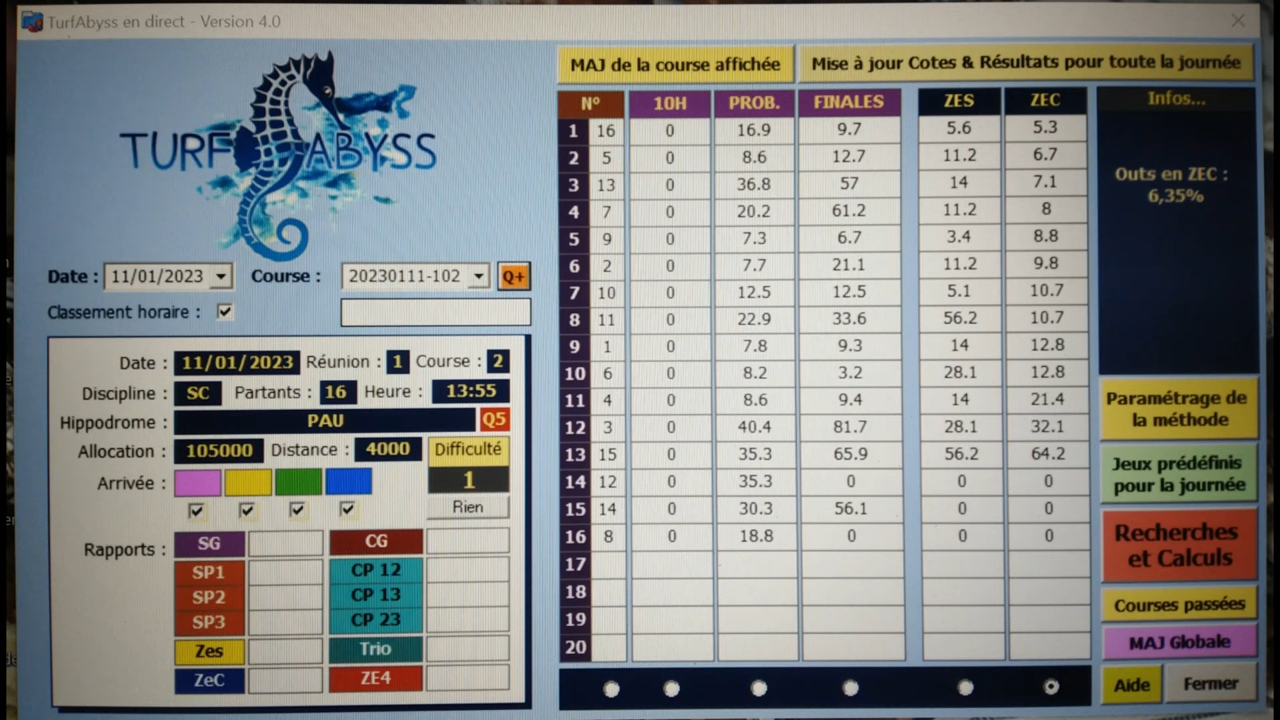 TurfAbyss en direct - Version 4.0
TURF ABYSS
Date : 11/01/2023 Course : 20230111-102 Q+
Classement horaire :
Date : 11/01/2023 Réunion : 1 Course : 2
Discipline : SC Partants : 16 Heure : 13:55
Hippodrome : PAU Q5
Allocation : 105000 Distance : 4000 Difficulté
Arrivée : 1
Rien
Rapports : SG CG
SP1 CP 12
SP2 CP 13
SP3 CP 23
Zes Trio
ZeC ZE4
MAJ de la course affichée Mise à jour Cotes & Résultats pour toute la journée
N° 10H PROB. FINALES ZES ZEC
1 16 0 16.9 9.7 5.6 5.3
2 5 0 8.6 12.7 11.2 6.7
3 13 0 36.8 57 14 7.1
4 7 0 20.2 61.2 11.2 8
5 9 0 7.3 6.7 3.4 8.8
6 2 0 7.7 21.1 11.2 9.8
7 10 0 12.5 12.5 5.1 10.7
8 11 0 22.9 33.6 56.2 10.7
9 1 0 7.8 9.3 14 12.8
10 6 0 8.2 3.2 28.1 12.8
11 4 0 8.6 9.4 14 21.4
12 3 0 40.4 81.7 28.1 32.1
13 15 0 35.3 65.9 56.2 64.2
14 12 0 35.3 0 0 0
15 14 0 30.3 56.1 0 0
16 8 0 18.8 0 0 0
17
18
19
20
Infos...
Outs en ZEC :
6,35%
Paramétrage de
la méthode
Jeux prédéfinis
pour la journée
Recherches
et Calculs
Courses passées
MAJ Globale
Aide Fermer